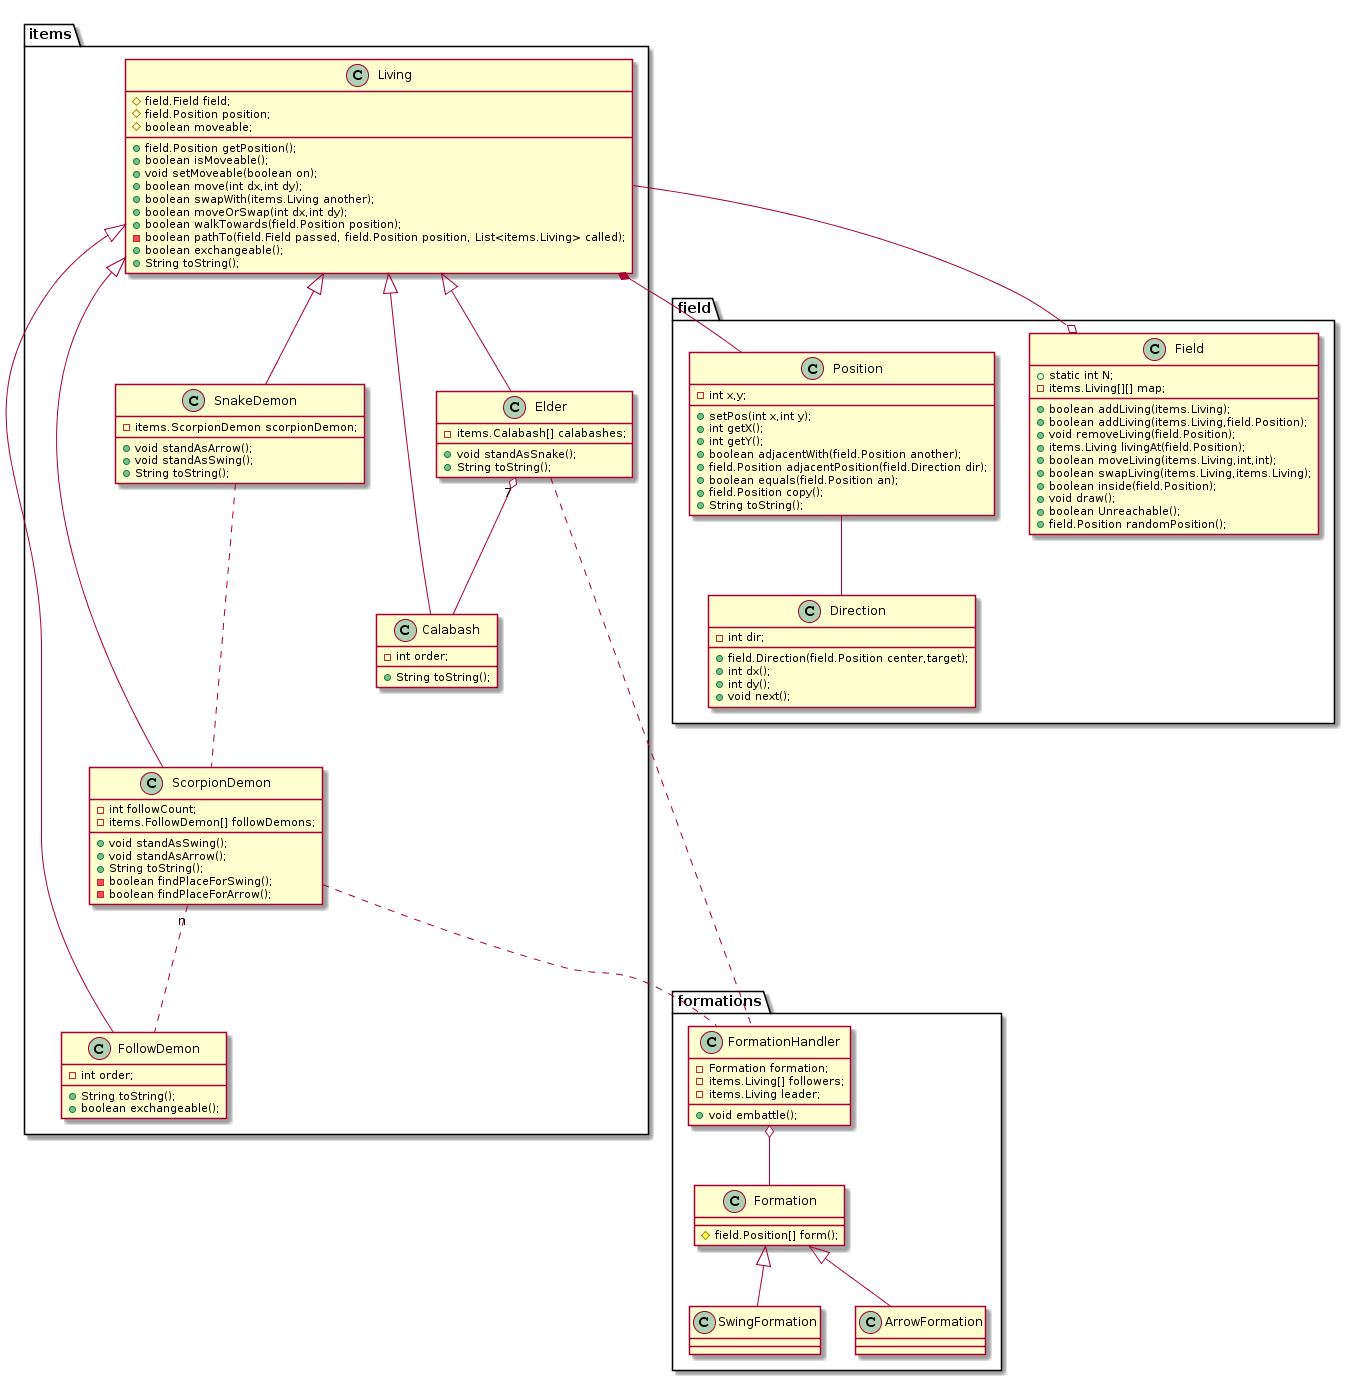 items
C Living
field.Field field;
field.Position position;
boolean moveable;
field.Position getPosition();
boolean isMoveable();
void setMoveable(boolean on);
boolean move(int dx,int dy);
boolean swapWith(items.Living another);
boolean moveOrSwap(int dx,int dy);
boolean walkTowards(field.Position position);
boolean pathTo(field.Field passed, field.Position position, List<items.Living> called);
boolean exchangeable();
String toString();
field
C Position
int x,y;
setPos(int x,int y);
int getX();
int getY();
boolean adjacentWith(field.Position another);
field.Position adjacentPosition(field.Direction dir);
boolean equals(field.Position an);
field.Position copy();
String toString();
C Field
static int N;
items.Living[][] map;
boolean addLiving(items.Living);
boolean addLiving(items.Living,field.Position);
void removeLiving(field.Position);
items.Living livingAt(field.Position);
boolean moveLiving(items.Living,int,int);
boolean swapLiving(items.Living,items.Living);
boolean inside(field.Position);
void draw();
boolean Unreachable();
field.Position randomPosition();
C SnakeDemon
items.ScorpionDemon scorpionDemon;
void standAsArrow();
void standAsSwing();
String toString();
C Elder
items.Calabash[] calabashes;
void standAsSnake();
String toString();
7
C Calabash
int order;
String toString();
C Direction
int dir;
field.Direction(field.Position center,target);
int dx();
int dy();
void next();
C ScorpionDemon
int followCount;
items.FollowDemon[] followDemons;
void standAsSwing();
void standAsArrow();
String toString();
boolean findPlaceForSwing();
boolean findPlaceForArrow();
n
C FollowDemon
int order;
String toString();
boolean exchangeable();
formations
C FormationHandler
Formation formation;
items.Living[] followers;
items.Living leader;
void embattle();
C Formation
field.Position[] form();
C SwingFormation
C ArrowFormation